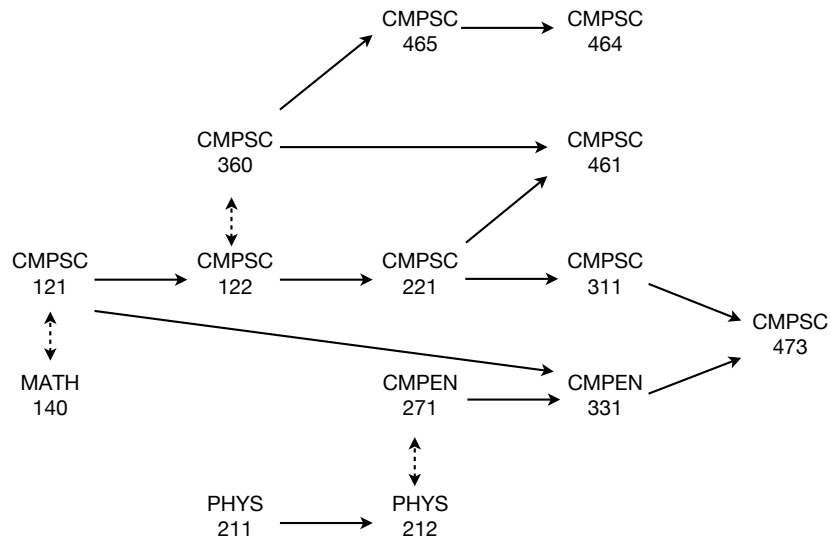 CMPSC
465
CMPSC
464
CMPSC
360
CMPSC
461
CMPSC
121
CMPSC
122
CMPSC
221
CMPSC
311
CMPSC
473
MATH
140
CMPEN
271
CMPEN
331
PHYS
211
PHYS
212